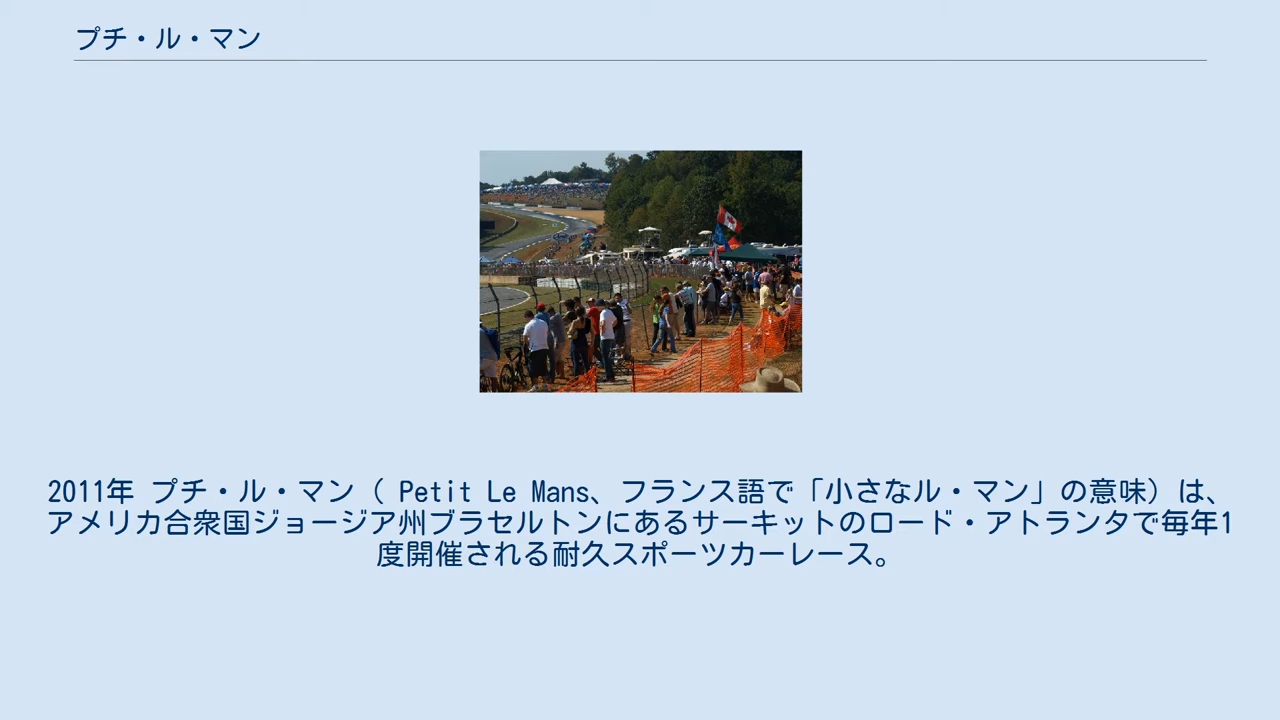 プチ・ル・マン
2011年 プチ・ル・マン（ Petit Le Mans、フランス語で「小さなル・マン」の意味）は、
アメリカ合衆国ジョージア州ブラセルトンにあるサーキットのロード・アトランタで毎年1
度開催される耐久スポーツカーレース。